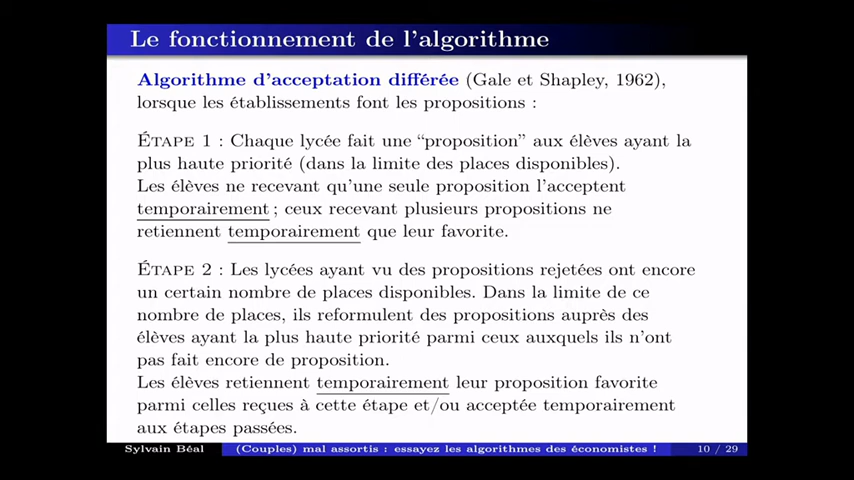 Le fonctionnement de l'algorithme
Algorithme d'acceptation différée (Gale et Shapley, 1962),
lorsque les établissements font les propositions :
ÉTAPE 1 : Chaque lycée fait une “proposition” aux élèves ayant la
plus haute priorité (dans la limite des places disponibles).
Les élèves ne recevant qu'une seule proposition l'acceptent
temporairement ; ceux recevant plusieurs propositions ne
retiennent temporairement que leur favorite.
ÉTAPE 2 : Les lycées ayant vu des propositions rejetées ont encore
un certain nombre de places disponibles. Dans la limite de ce
nombre de places, ils reformulent des propositions auprès des
élèves ayant la plus haute priorité parmi ceux auxquels ils n'ont
pas fait encore de proposition.
Les élèves retiennent temporairement leur proposition favorite
parmi celles reçues à cette étape et/ou acceptée temporairement
aux étapes passées.
Sylvain Béal (Couples) mal assortis : essayez les algorithmes des économistes ! 10 / 29